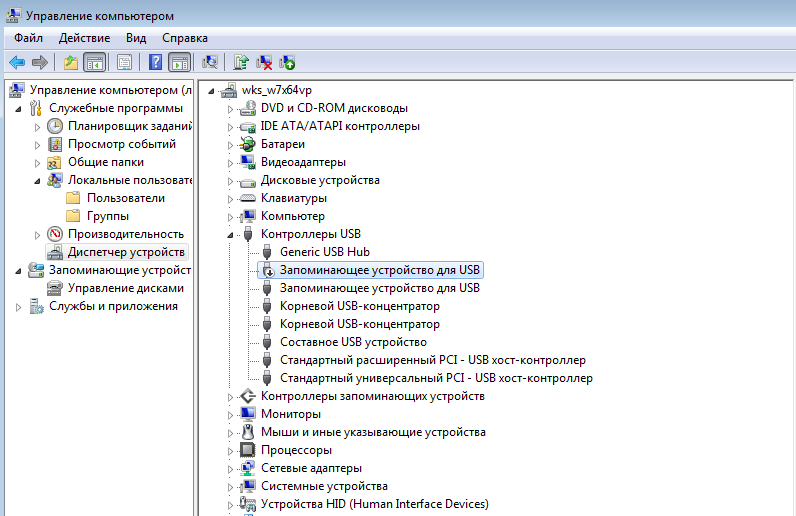 Управление компьютером
Файл Действие Вид Справка
Управление компьютером (л
Служебные программы
Планировщик заданий
Просмотр событий
Общие папки
Локальные пользовате
Пользователи
Группы
Производительность
Диспетчер устройств
Запоминающие устройст
Управление дисками
Службы и приложения
wks_w7x64vp
DVD и CD-ROM дисководы
IDE ATA/ATAPI контроллеры
Батареи
Видеоадаптеры
Дисковые устройства
Клавиатуры
Компьютер
Контроллеры USB
Generic USB Hub
Запоминающее устройство для USB
Запоминающее устройство для USB
Корневой USB-концентратор
Корневой USB-концентратор
Составное USB устройство
Стандартный расширенный PCI - USB хост-контроллер
Стандартный универсальный PCI - USB хост-контроллер
Контроллеры запоминающих устройств
Мониторы
Мыши и иные указывающие устройства
Процессоры
Сетевые адаптеры
Системные устройства
Устройства HID (Human Interface Devices)